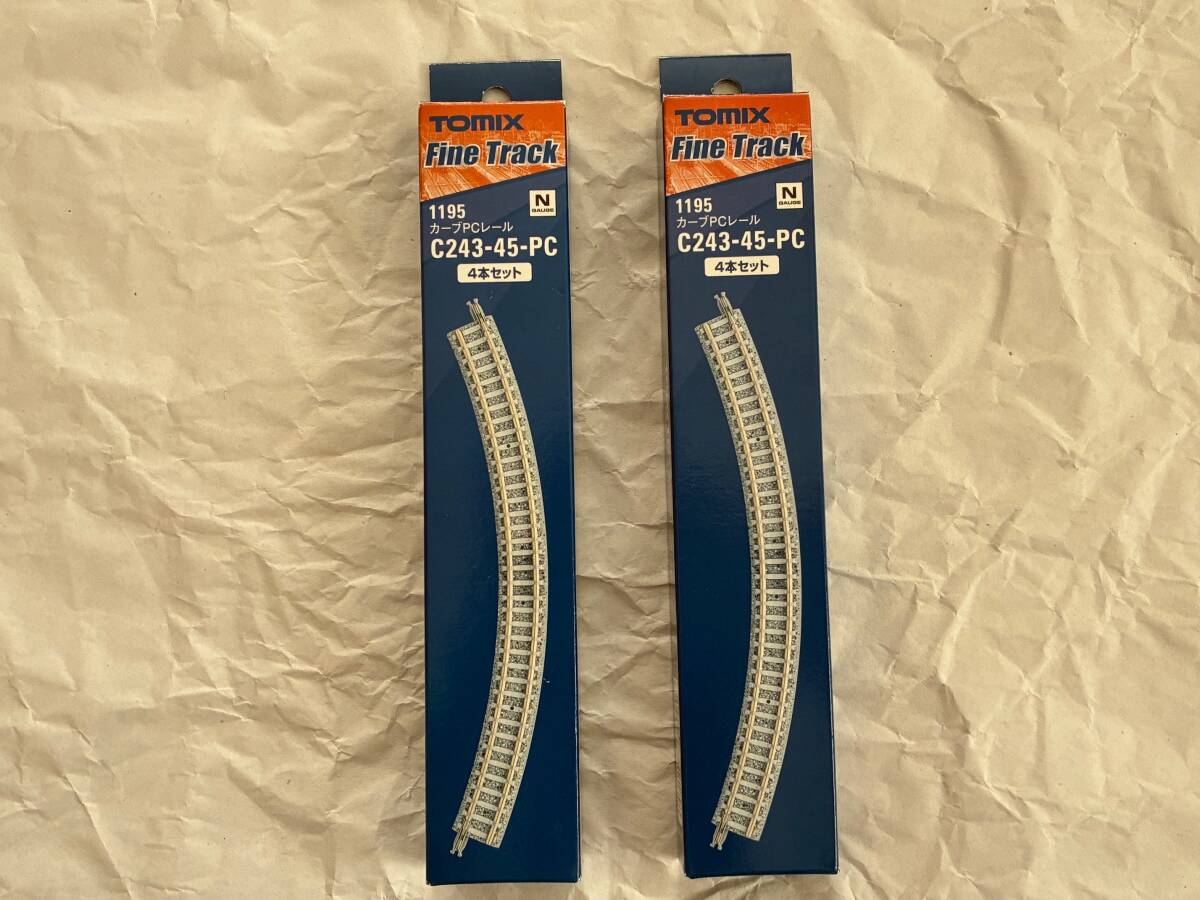 TOMIX
Fine Track
N
GAUGE
1195
カーブPCレール
C243-45-PC
4本セット
TOMIX
Fine Track
N
GAUGE
1195
カーブPCレール
C243-45-PC
4本セット